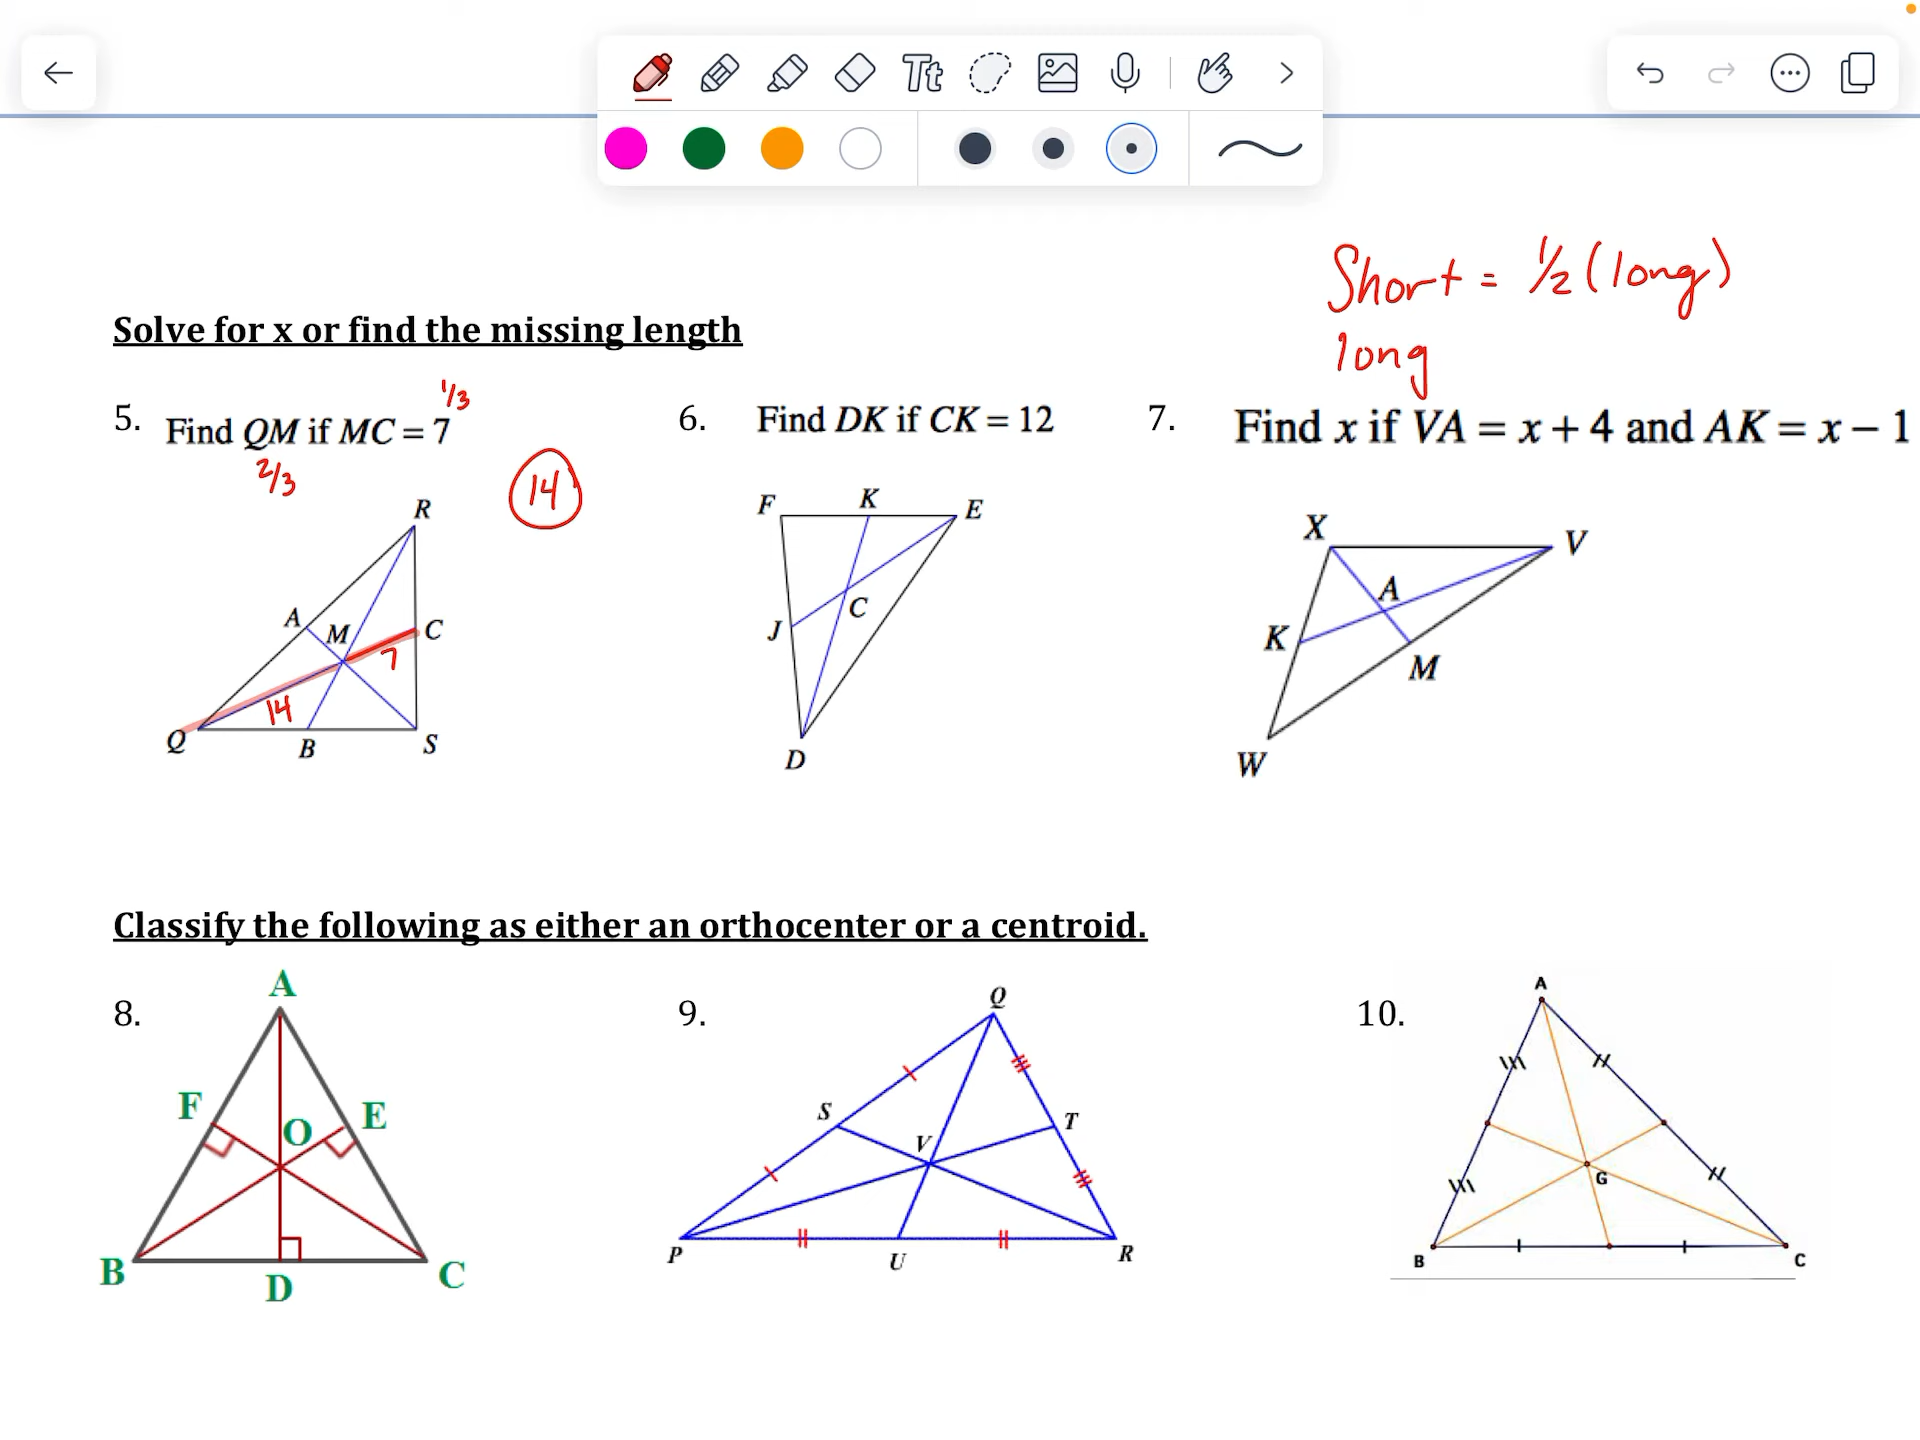 Tt
Short = ½ (long)
long
Solve for x or find the missing length
5. Find QM if MC = 7
1/3
2/3
14
R
A
M
C
7
14
Q
B
S
6. Find DK if CK = 12
F
K
E
J
C
D
7. Find x if VA = x + 4 and AK = x − 1
X
V
A
K
M
W
Classify the following as either an orthocenter or a centroid.
8.
A
F
E
O
B
D
C
9.
Q
S
T
V
P
U
R
10.
A
G
B
C